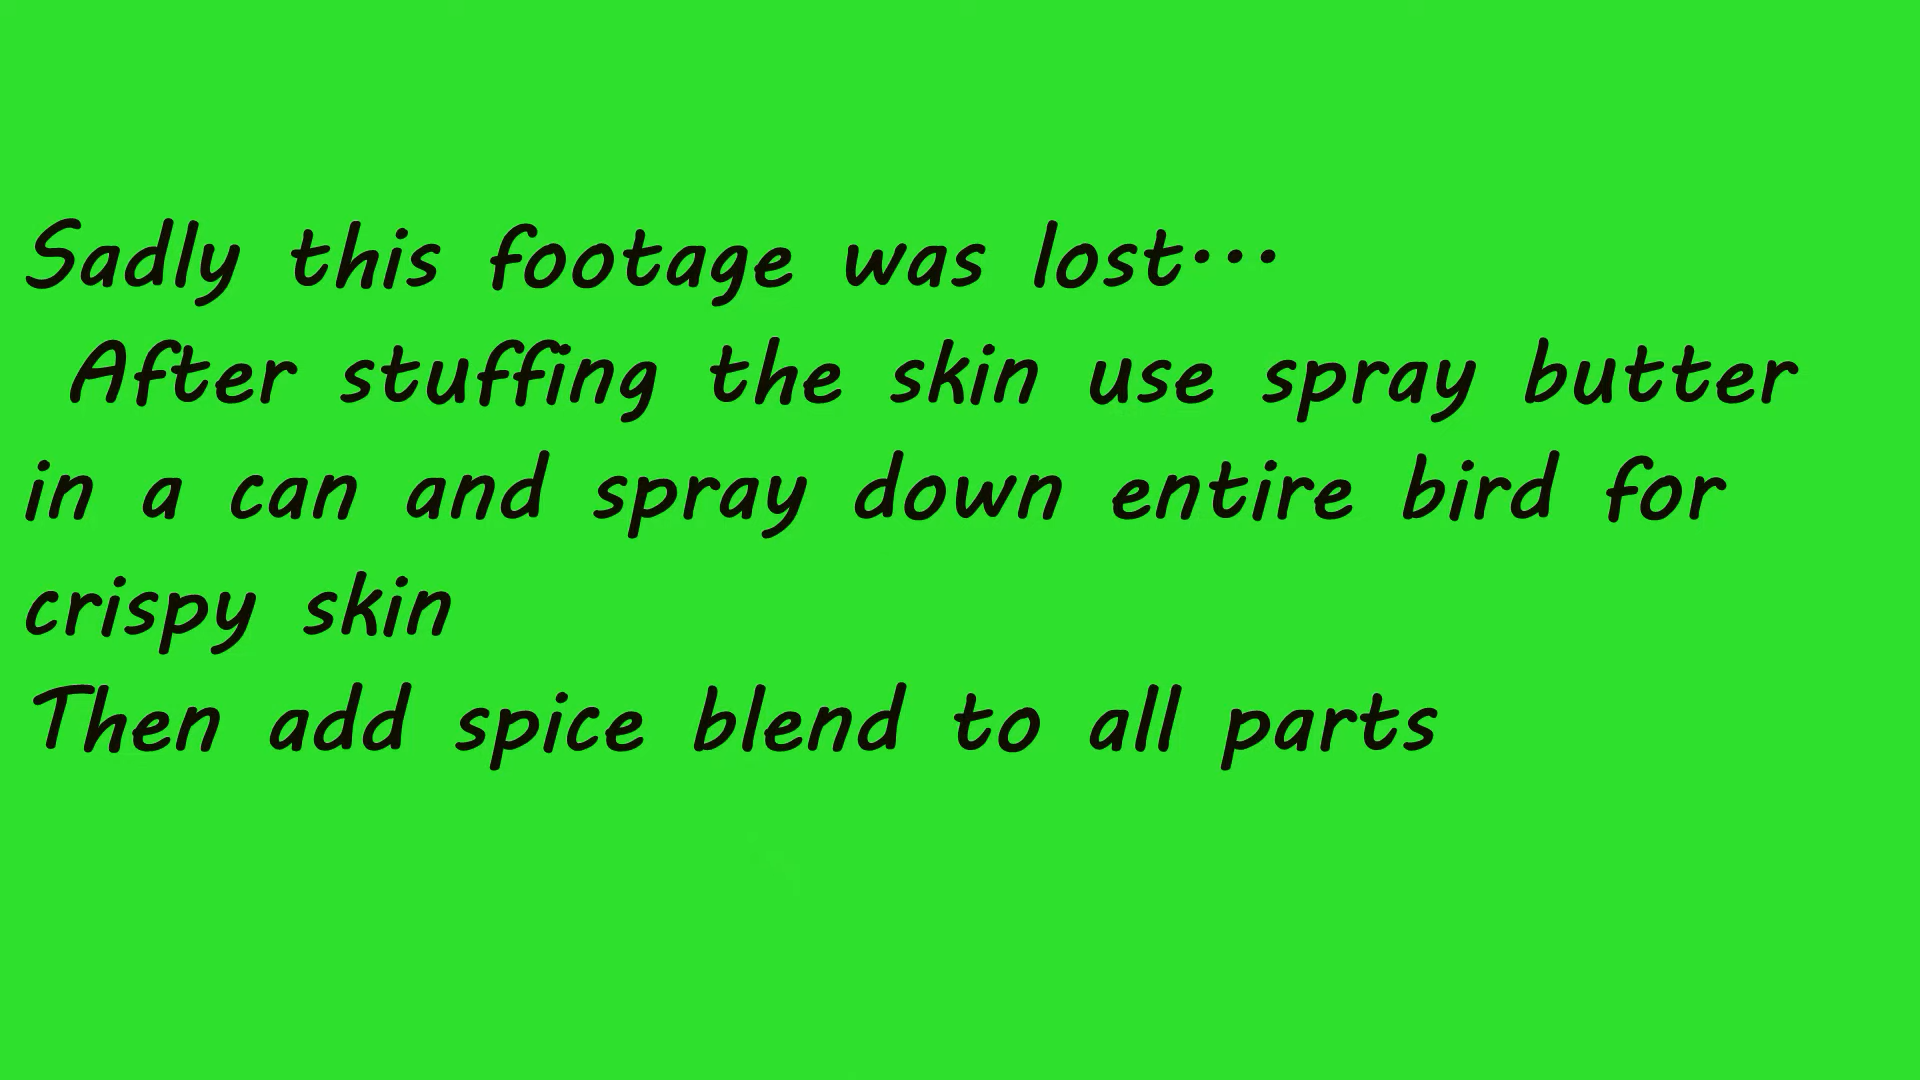 Sadly this footage was lost...
After stuffing the skin use spray butter
in a can and spray down entire bird for
crispy skin
Then add spice blend to all parts